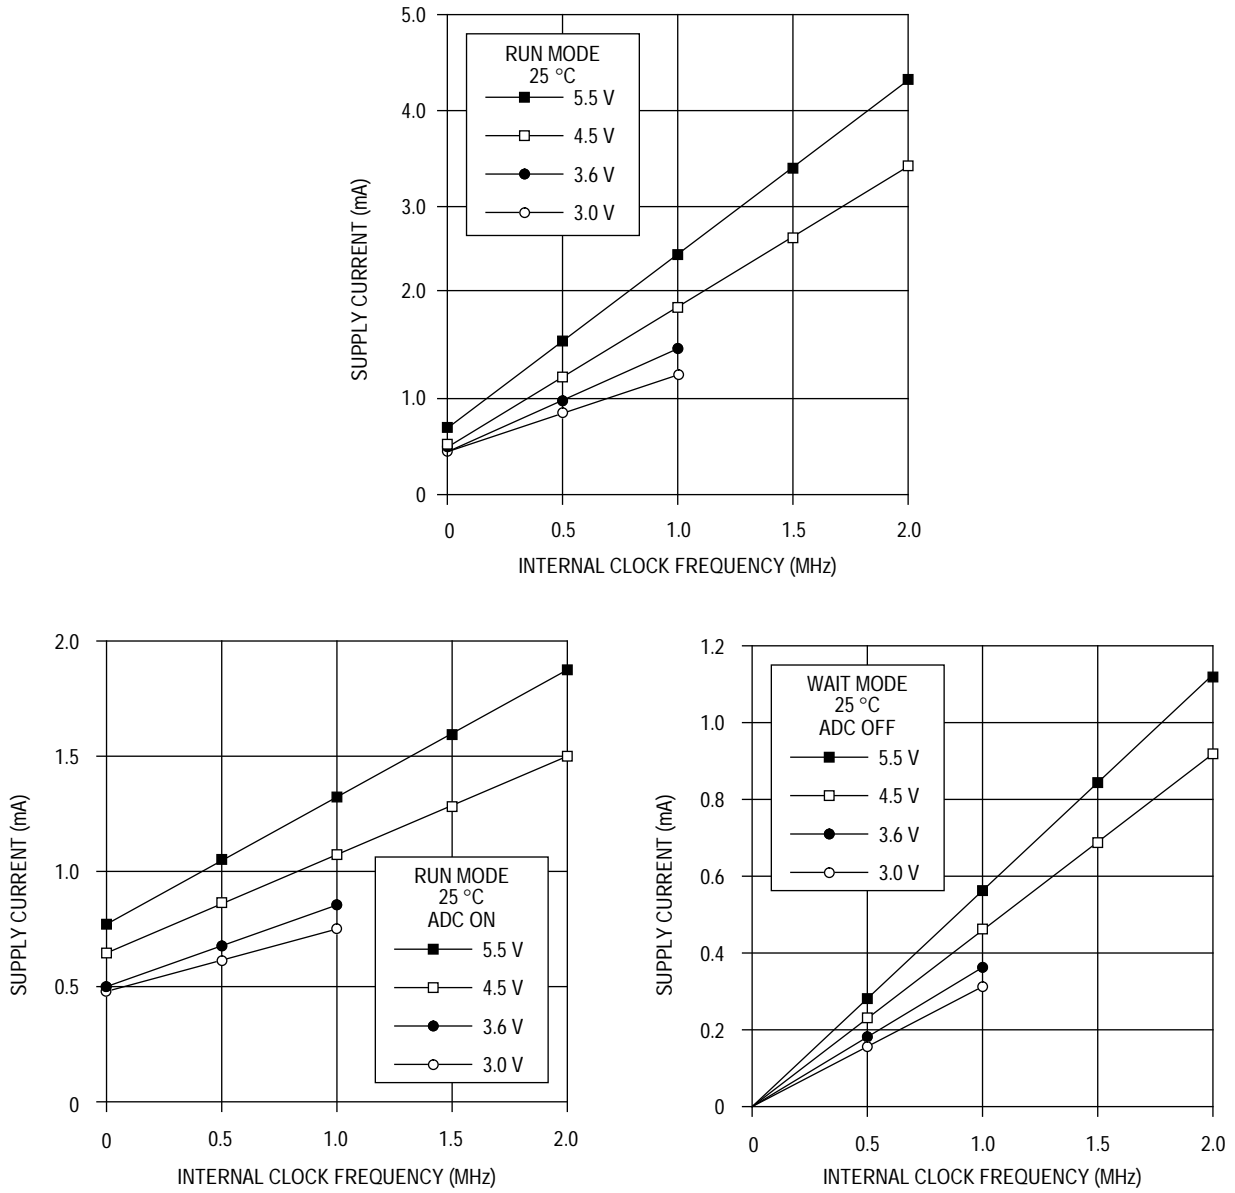 5.0
4.0
3.0
2.0
1.0
0
SUPPLY CURRENT (mA)
RUN MODE
25 °C
5.5 V
4.5 V
3.6 V
3.0 V
0 0.5 1.0 1.5 2.0
INTERNAL CLOCK FREQUENCY (MHz)
2.0
1.5
1.0
0.5
0
SUPPLY CURRENT (mA)
RUN MODE
25 °C
ADC ON
5.5 V
4.5 V
3.6 V
3.0 V
0 0.5 1.0 1.5 2.0
INTERNAL CLOCK FREQUENCY (MHz)
1.2
1.0
0.8
0.6
0.4
0.2
0
SUPPLY CURRENT (mA)
WAIT MODE
25 °C
ADC OFF
5.5 V
4.5 V
3.6 V
3.0 V
0 0.5 1.0 1.5 2.0
INTERNAL CLOCK FREQUENCY (MHz)